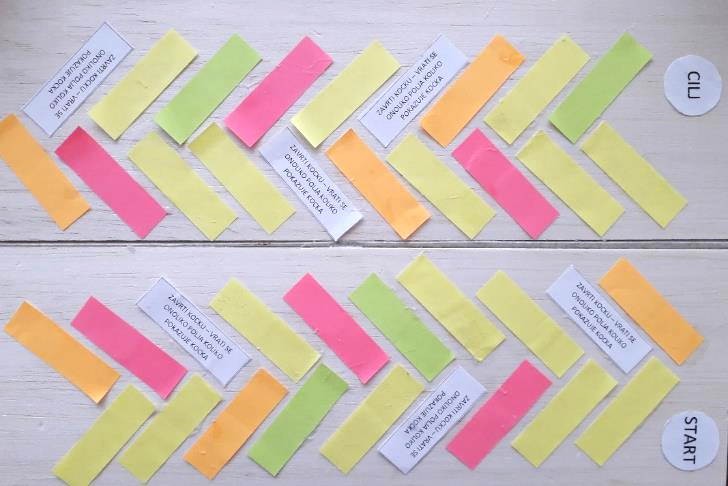 ZAVRTI KOCKU – VRATI SE
ONOLIKO POLJA KOLIKO
POKAZUJE KOCKA
ZAVRTI KOCKU – VRATI SE
ONOLIKO POLJA KOLIKO
POKAZUJE KOCKA
CILJ
ZAVRTI KOCKU – VRATI SE
ONOLIKO POLJA KOLIKO
POKAZUJE KOCKA
ZAVRTI KOCKU – VRATI SE
ONOLIKO POLJA KOLIKO
POKAZUJE KOCKA
ZAVRTI KOCKU – VRATI SE
ONOLIKO POLJA KOLIKO
POKAZUJE KOCKA
ZAVRTI KOCKU – VRATI SE
ONOLIKO POLJA KOLIKO
POKAZUJE KOCKA
START